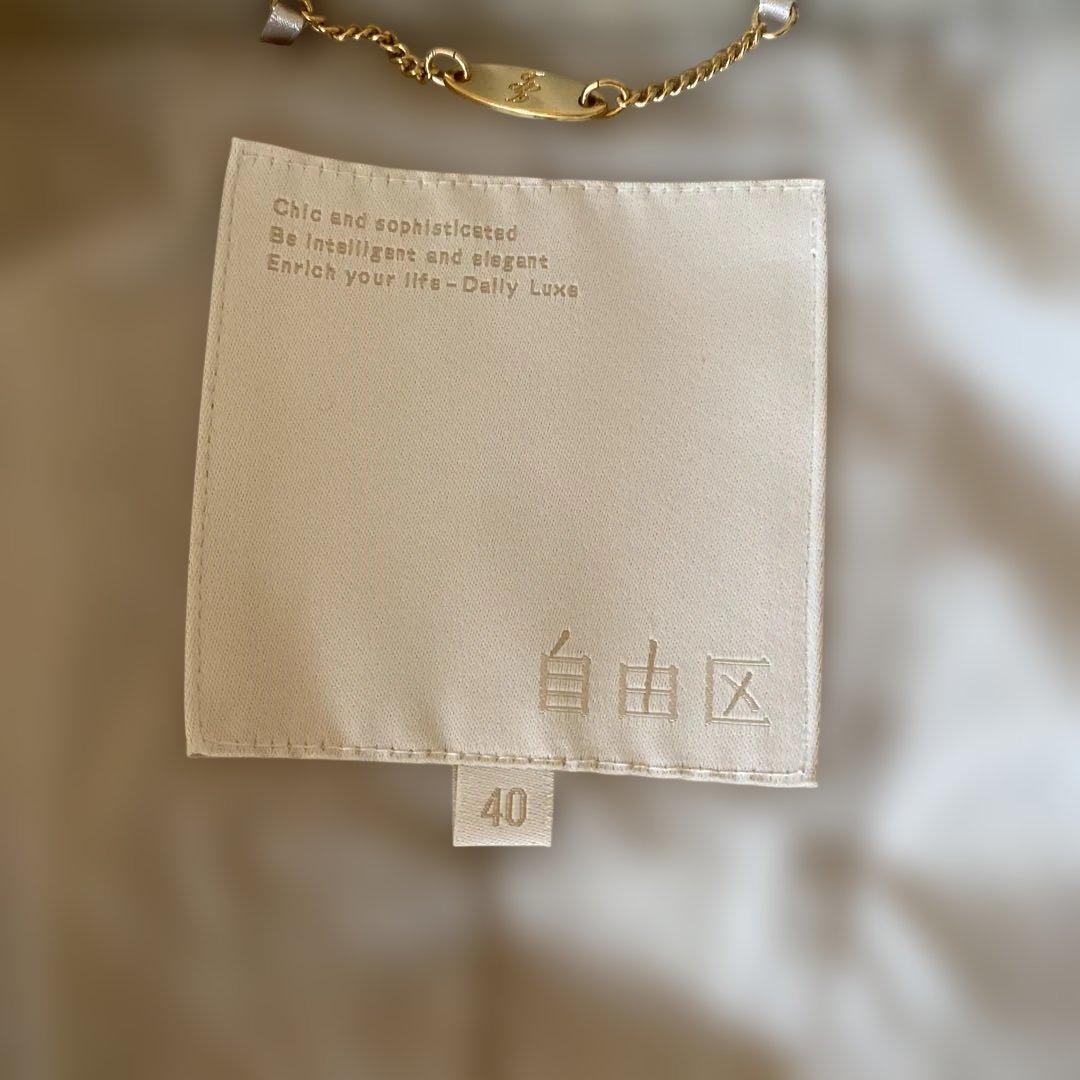 Chic and sophisticated
Be intelligent and elegant
Enrich your life-Daily Luxe
自由区
40